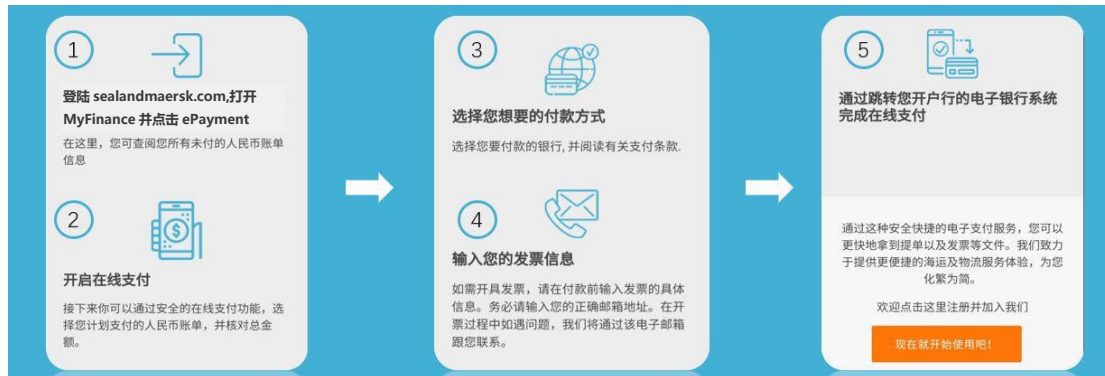 1
登陆 sealandmaersk.com,打开
MyFinance 并点击 ePayment
在这里，您可查阅您所有未付的人民币账单
信息
2
开启在线支付
接下来你可以通过安全的在线支付功能，选
择您计划支付的人民币账单，并核对总金
额。
3
选择您想要的付款方式
选择您要付款的银行, 并阅读有关支付条款.
4
输入您的发票信息
如需开具发票，请在付款前输入发票的具体
信息。务必请输入您的正确邮箱地址。在开
票过程中如遇问题，我们将通过该电子邮箱
跟您联系。
5
通过跳转您开户行的电子银行系统
完成在线支付
通过这种安全快捷的电子支付服务，您可以
更快地拿到提单以及发票等文件。我们致力
于提供更便捷的海运及物流服务体验，为您
化繁为简。
欢迎点击这里注册并加入我们
现在就开始使用吧！